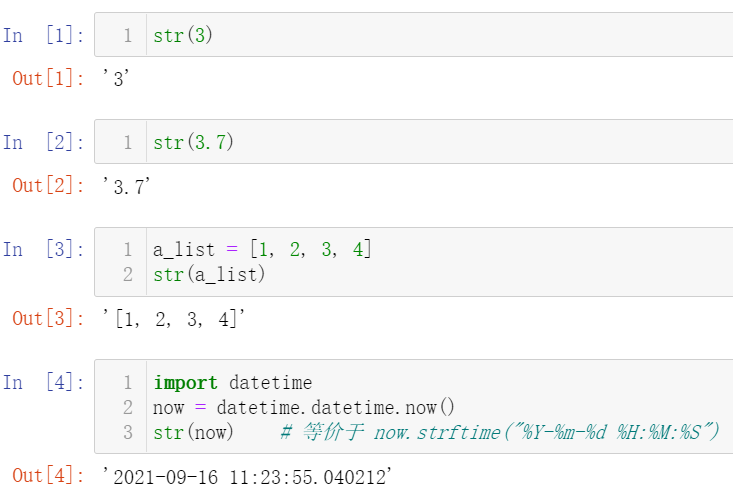 In [1]: 1 str(3)
Out[1]: '3'
In [2]: 1 str(3.7)
Out[2]: '3.7'
In [3]: 1 a_list = [1, 2, 3, 4]
2 str(a_list)
Out[3]: '[1, 2, 3, 4]'
In [4]: 1 import datetime
2 now = datetime.datetime.now()
3 str(now) # 等价于 now.strftime("%Y-%m-%d %H:%M:%S")
Out[4]: '2021-09-16 11:23:55.040212'